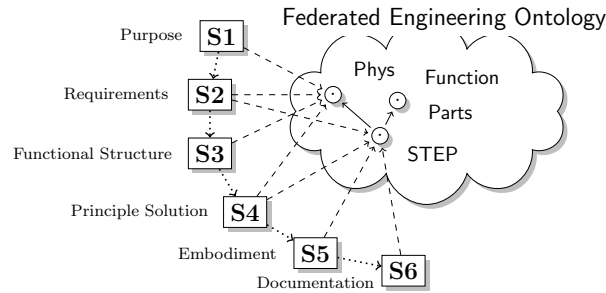 Federated Engineering Ontology
Purpose S1
Phys
Function
Requirements S2
Parts
Functional Structure S3
STEP
Principle Solution S4
Embodiment S5
Documentation S6